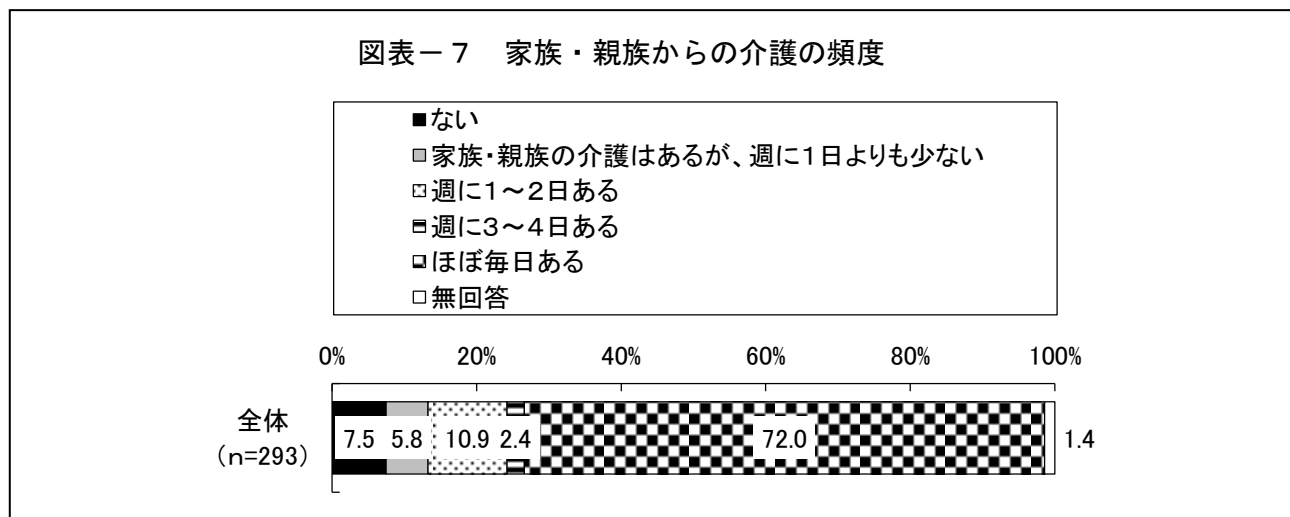 図表－７　家族・親族からの介護の頻度
ない
家族・親族の介護はあるが、週に１日よりも少ない
週に１～２日ある
週に３～４日ある
ほぼ毎日ある
無回答
0% 20% 40% 60% 80% 100%
全体
（ｎ=293）
7.5 5.8 10.9 2.4 72.0 1.4